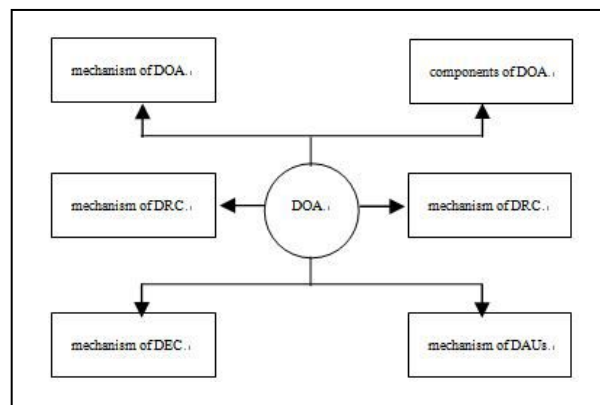 mechanism of DOA.
components of DOA.
mechanism of DRC.
DOA.
mechanism of DRC.
mechanism of DEC.
mechanism of DAUs.